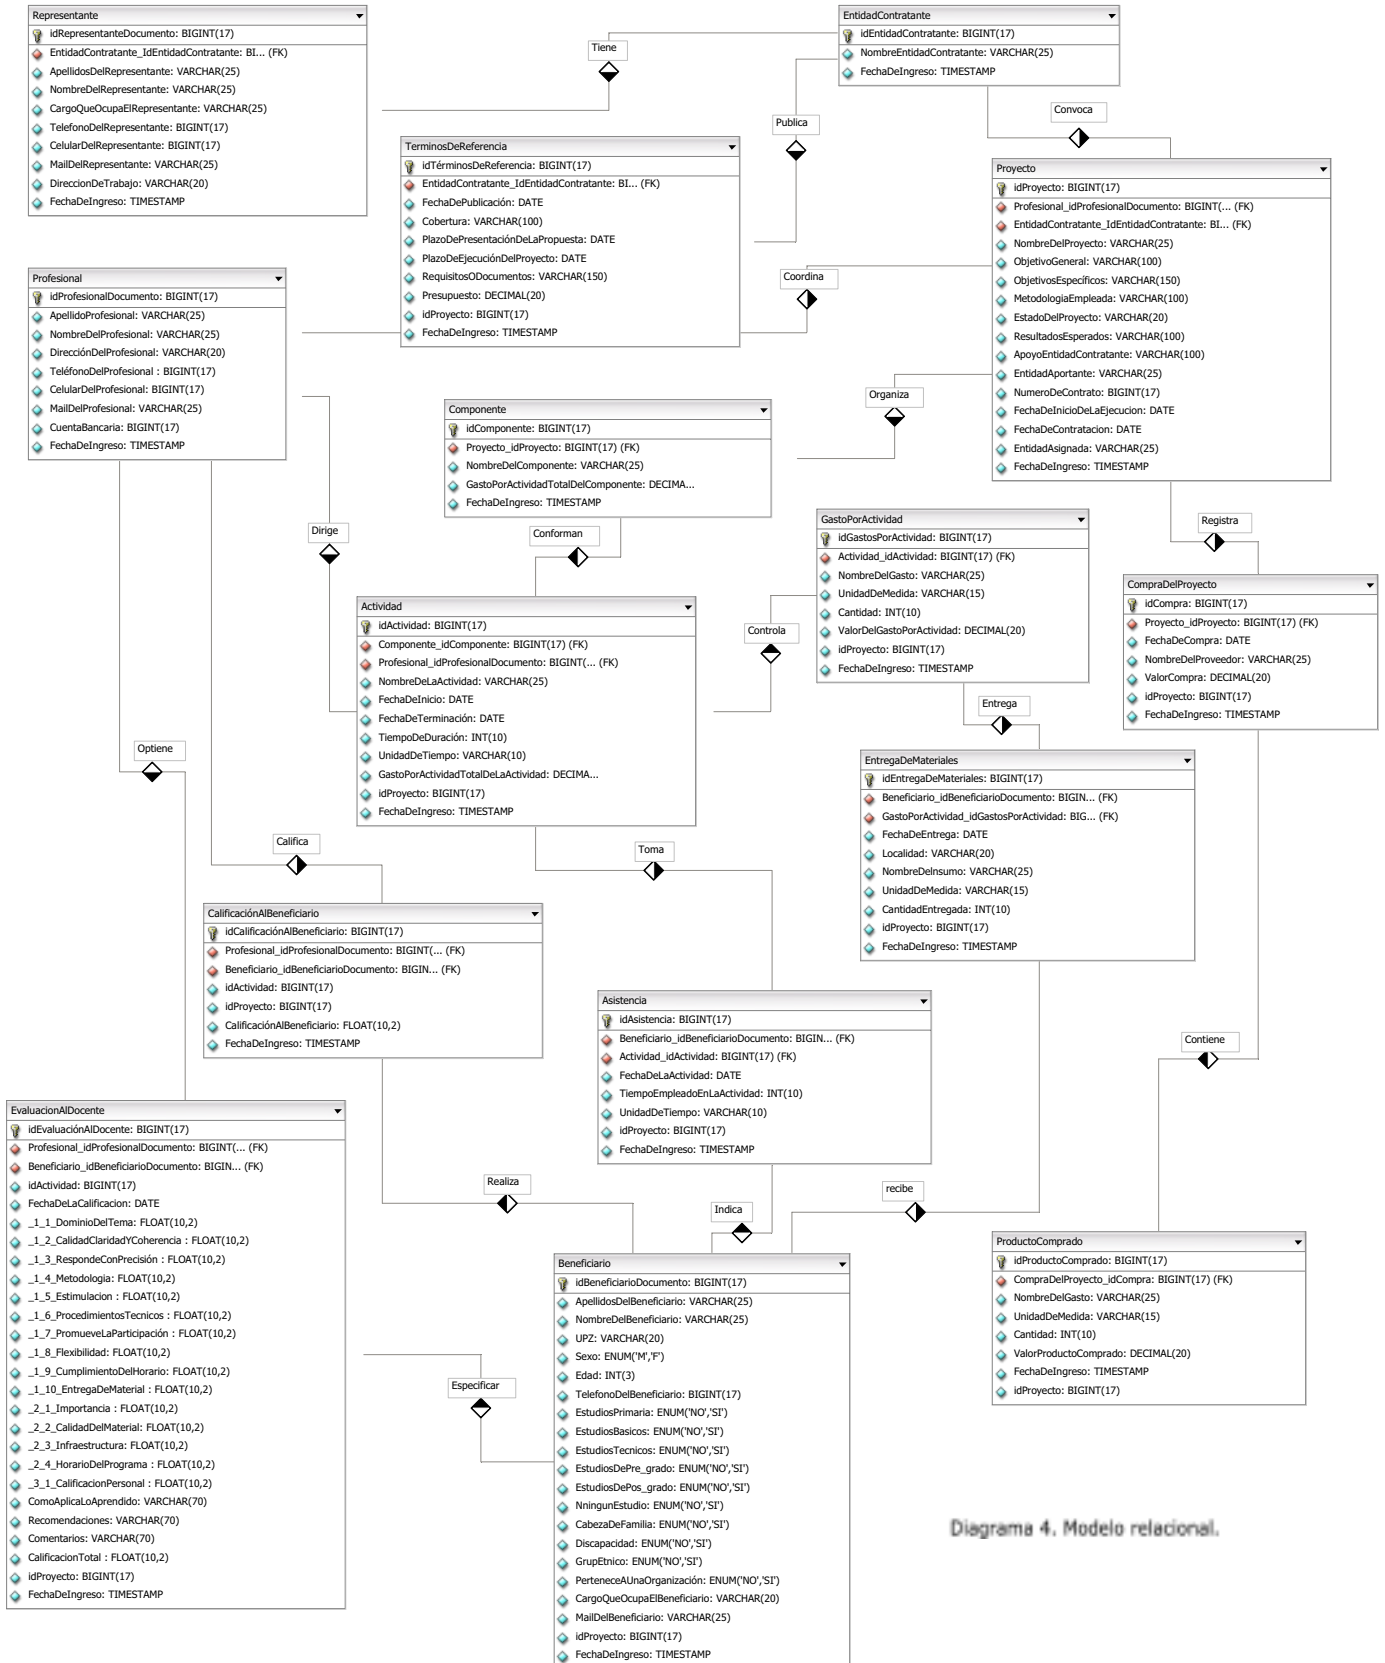 Representante
idRepresentanteDocumento: BIGINT(17)
EntidadContratante_IdEntidadContratante: BI... (FK)
ApellidosDelRepresentante: VARCHAR(25)
NombreDelRepresentante: VARCHAR(25)
CargoQueOcupaElRepresentante: VARCHAR(25)
TelefonoDelRepresentante: BIGINT(17)
CelularDelRepresentante: BIGINT(17)
MailDelRepresentante: VARCHAR(25)
DireccionDeTrabajo: VARCHAR(20)
FechaDeIngreso: TIMESTAMP
Tiene
EntidadContratante
idEntidadContratante: BIGINT(17)
NombreEntidadContratante: VARCHAR(25)
FechaDeIngreso: TIMESTAMP
Publica
Convoca
TerminosDeReferencia
idTérminosDeReferencia: BIGINT(17)
EntidadContratante_IdEntidadContratante: BI... (FK)
FechaDePublicación: DATE
Cobertura: VARCHAR(100)
PlazoDePresentaciónDeLaPropuesta: DATE
PlazoDeEjecuciónDelProyecto: DATE
RequisitosODocumentos: VARCHAR(150)
Presupuesto: DECIMAL(20)
idProyecto: BIGINT(17)
FechaDeIngreso: TIMESTAMP
Proyecto
idProyecto: BIGINT(17)
Profesional_idProfesionalDocumento: BIGINT(... (FK)
EntidadContratante_IdEntidadContratante: BI... (FK)
NombreDelProyecto: VARCHAR(25)
ObjetivoGeneral: VARCHAR(100)
ObjetivosEspecíficos: VARCHAR(150)
MetodologiaEmpleada: VARCHAR(100)
EstadoDelProyecto: VARCHAR(20)
ResultadosEsperados: VARCHAR(100)
ApoyoEntidadContratante: VARCHAR(100)
EntidadAportante: VARCHAR(25)
NumeroDeContrato: BIGINT(17)
FechaDeInicioDeLaEjecucion: DATE
FechaDeContratacion: DATE
EntidadAsignada: VARCHAR(25)
FechaDeIngreso: TIMESTAMP
Coordina
Profesional
idProfesionalDocumento: BIGINT(17)
ApellidoProfesional: VARCHAR(25)
NombreDelProfesional: VARCHAR(25)
DirecciónDelProfesional: VARCHAR(20)
TeléfonoDelProfesional : BIGINT(17)
CelularDelProfesional: BIGINT(17)
MailDelProfesional: VARCHAR(25)
CuentaBancaria: BIGINT(17)
FechaDeIngreso: TIMESTAMP
Organiza
Componente
idComponente: BIGINT(17)
Proyecto_idProyecto: BIGINT(17) (FK)
NombreDelComponente: VARCHAR(25)
GastoPorActividadTotalDelComponente: DECIMA...
FechaDeIngreso: TIMESTAMP
Dirige
Conforman
GastoPorActividad
idGastosPorActividad: BIGINT(17)
Actividad_idActividad: BIGINT(17) (FK)
NombreDelGasto: VARCHAR(25)
UnidadDeMedida: VARCHAR(15)
Cantidad: INT(10)
ValorDelGastoPorActividad: DECIMAL(20)
idProyecto: BIGINT(17)
FechaDeIngreso: TIMESTAMP
Registra
CompraDelProyecto
idCompra: BIGINT(17)
Proyecto_idProyecto: BIGINT(17) (FK)
FechaDeCompra: DATE
NombreDelProveedor: VARCHAR(25)
ValorCompra: DECIMAL(20)
idProyecto: BIGINT(17)
FechaDeIngreso: TIMESTAMP
Actividad
idActividad: BIGINT(17)
Componente_idComponente: BIGINT(17) (FK)
Profesional_idProfesionalDocumento: BIGINT(... (FK)
NombreDeLaActividad: VARCHAR(25)
FechaDeInicio: DATE
FechaDeTerminación: DATE
TiempoDeDuración: INT(10)
UnidadDeTiempo: VARCHAR(10)
GastoPorActividadTotalDeLaActividad: DECIMA...
idProyecto: BIGINT(17)
FechaDeIngreso: TIMESTAMP
Controla
Entrega
Optiene
EntregaDeMateriales
idEntregaDeMateriales: BIGINT(17)
Beneficiario_idBeneficiarioDocumento: BIGIN... (FK)
GastoPorActividad_idGastosPorActividad: BIG... (FK)
FechaDeEntrega: DATE
Localidad: VARCHAR(20)
NombreDeInsumo: VARCHAR(25)
UnidadDeMedida: VARCHAR(15)
CantidadEntregada: INT(10)
idProyecto: BIGINT(17)
FechaDeIngreso: TIMESTAMP
Califica
Toma
CalificaciónAlBeneficiario
idCalificaciónAlBeneficiario: BIGINT(17)
Profesional_idProfesionalDocumento: BIGINT(... (FK)
Beneficiario_idBeneficiarioDocumento: BIGIN... (FK)
idActividad: BIGINT(17)
idProyecto: BIGINT(17)
CalificaciónAlBeneficiario: FLOAT(10,2)
FechaDeIngreso: TIMESTAMP
Asistencia
idAsistencia: BIGINT(17)
Beneficiario_idBeneficiarioDocumento: BIGIN... (FK)
Actividad_idActividad: BIGINT(17) (FK)
FechaDeLaActividad: DATE
TiempoEmpleadoEnLaActividad: INT(10)
UnidadDeTiempo: VARCHAR(10)
idProyecto: BIGINT(17)
FechaDeIngreso: TIMESTAMP
Contiene
EvaluacionAlDocente
idEvaluaciónAlDocente: BIGINT(17)
Profesional_idProfesionalDocumento: BIGINT(... (FK)
Beneficiario_idBeneficiarioDocumento: BIGIN... (FK)
idActividad: BIGINT(17)
FechaDeLaCalificacion: DATE
_1_1_DominioDelTema: FLOAT(10,2)
_1_2_CalidadClaridadYCoherencia : FLOAT(10,2)
_1_3_RespondeConPrecisión : FLOAT(10,2)
_1_4_Metodologia: FLOAT(10,2)
_1_5_Estimulacion : FLOAT(10,2)
_1_6_ProcedimientosTecnicos : FLOAT(10,2)
_1_7_PromueveLaParticipación : FLOAT(10,2)
_1_8_Flexibilidad: FLOAT(10,2)
_1_9_CumplimientoDelHorario: FLOAT(10,2)
_1_10_EntregaDeMaterial : FLOAT(10,2)
_2_1_Importancia : FLOAT(10,2)
_2_2_CalidadDelMaterial: FLOAT(10,2)
_2_3_Infraestructura: FLOAT(10,2)
_2_4_HorarioDelPrograma : FLOAT(10,2)
_3_1_CalificacionPersonal : FLOAT(10,2)
ComoAplicaLoAprendido: VARCHAR(70)
Recomendaciones: VARCHAR(70)
Comentarios: VARCHAR(70)
CalificacionTotal : FLOAT(10,2)
idProyecto: BIGINT(17)
FechaDeIngreso: TIMESTAMP
Realiza
Indica
recibe
Especificar
Beneficiario
idBeneficiarioDocumento: BIGINT(17)
ApellidosDelBeneficiario: VARCHAR(25)
NombreDelBeneficiario: VARCHAR(25)
UPZ: VARCHAR(20)
Sexo: ENUM('M','F')
Edad: INT(3)
TelefonoDelBeneficiario: BIGINT(17)
EstudiosPrimaria: ENUM('NO','SI')
EstudiosBasicos: ENUM('NO','SI')
EstudiosTecnicos: ENUM('NO','SI')
EstudiosDePre_grado: ENUM('NO','SI')
EstudiosDePos_grado: ENUM('NO','SI')
NningunEstudio: ENUM('NO','SI')
CabezaDeFamilia: ENUM('NO','SI')
Discapacidad: ENUM('NO','SI')
GrupEtnico: ENUM('NO','SI')
PerteneceAUnaOrganización: ENUM('NO','SI')
CargoQueOcupaElBeneficiario: VARCHAR(20)
MailDelBeneficiario: VARCHAR(25)
idProyecto: BIGINT(17)
FechaDeIngreso: TIMESTAMP
ProductoComprado
idProductoComprado: BIGINT(17)
CompraDelProyecto_idCompra: BIGINT(17) (FK)
NombreDelGasto: VARCHAR(25)
UnidadDeMedida: VARCHAR(15)
Cantidad: INT(10)
ValorProductoComprado: DECIMAL(20)
FechaDeIngreso: TIMESTAMP
idProyecto: BIGINT(17)
Diagrama 4. Modelo relacional.